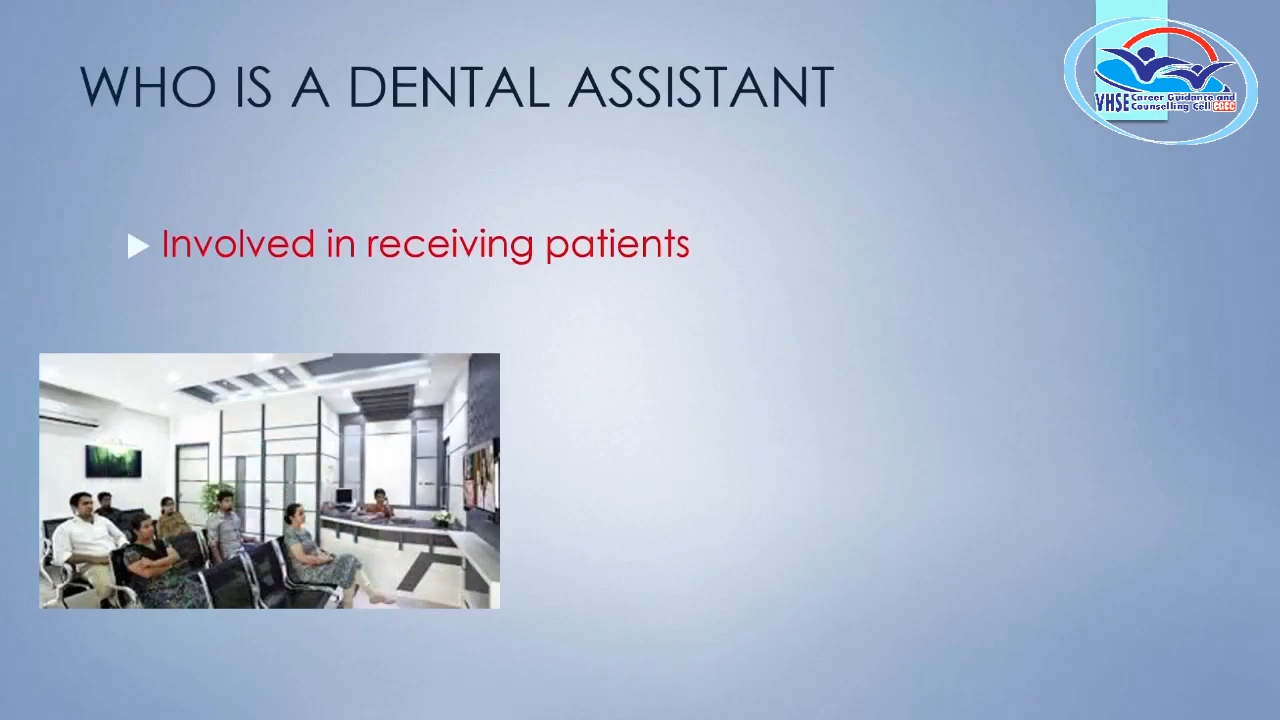 WHO IS A DENTAL ASSISTANT
VHSE Career Guidance and
Counselling Cell CGCC
Involved in receiving patients